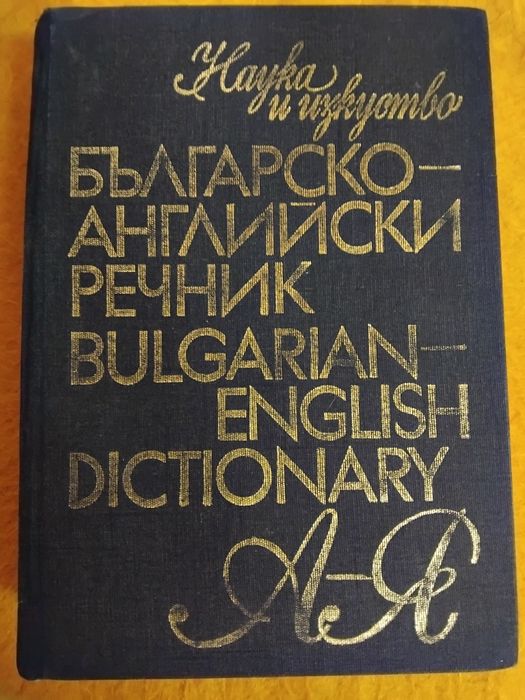 Наука
и изкуство
БЪЛГАРСКО–
АНГЛИЙСКИ
РЕЧНИК
BULGARIAN–
ENGLISH
DICTIONARY
А–Я